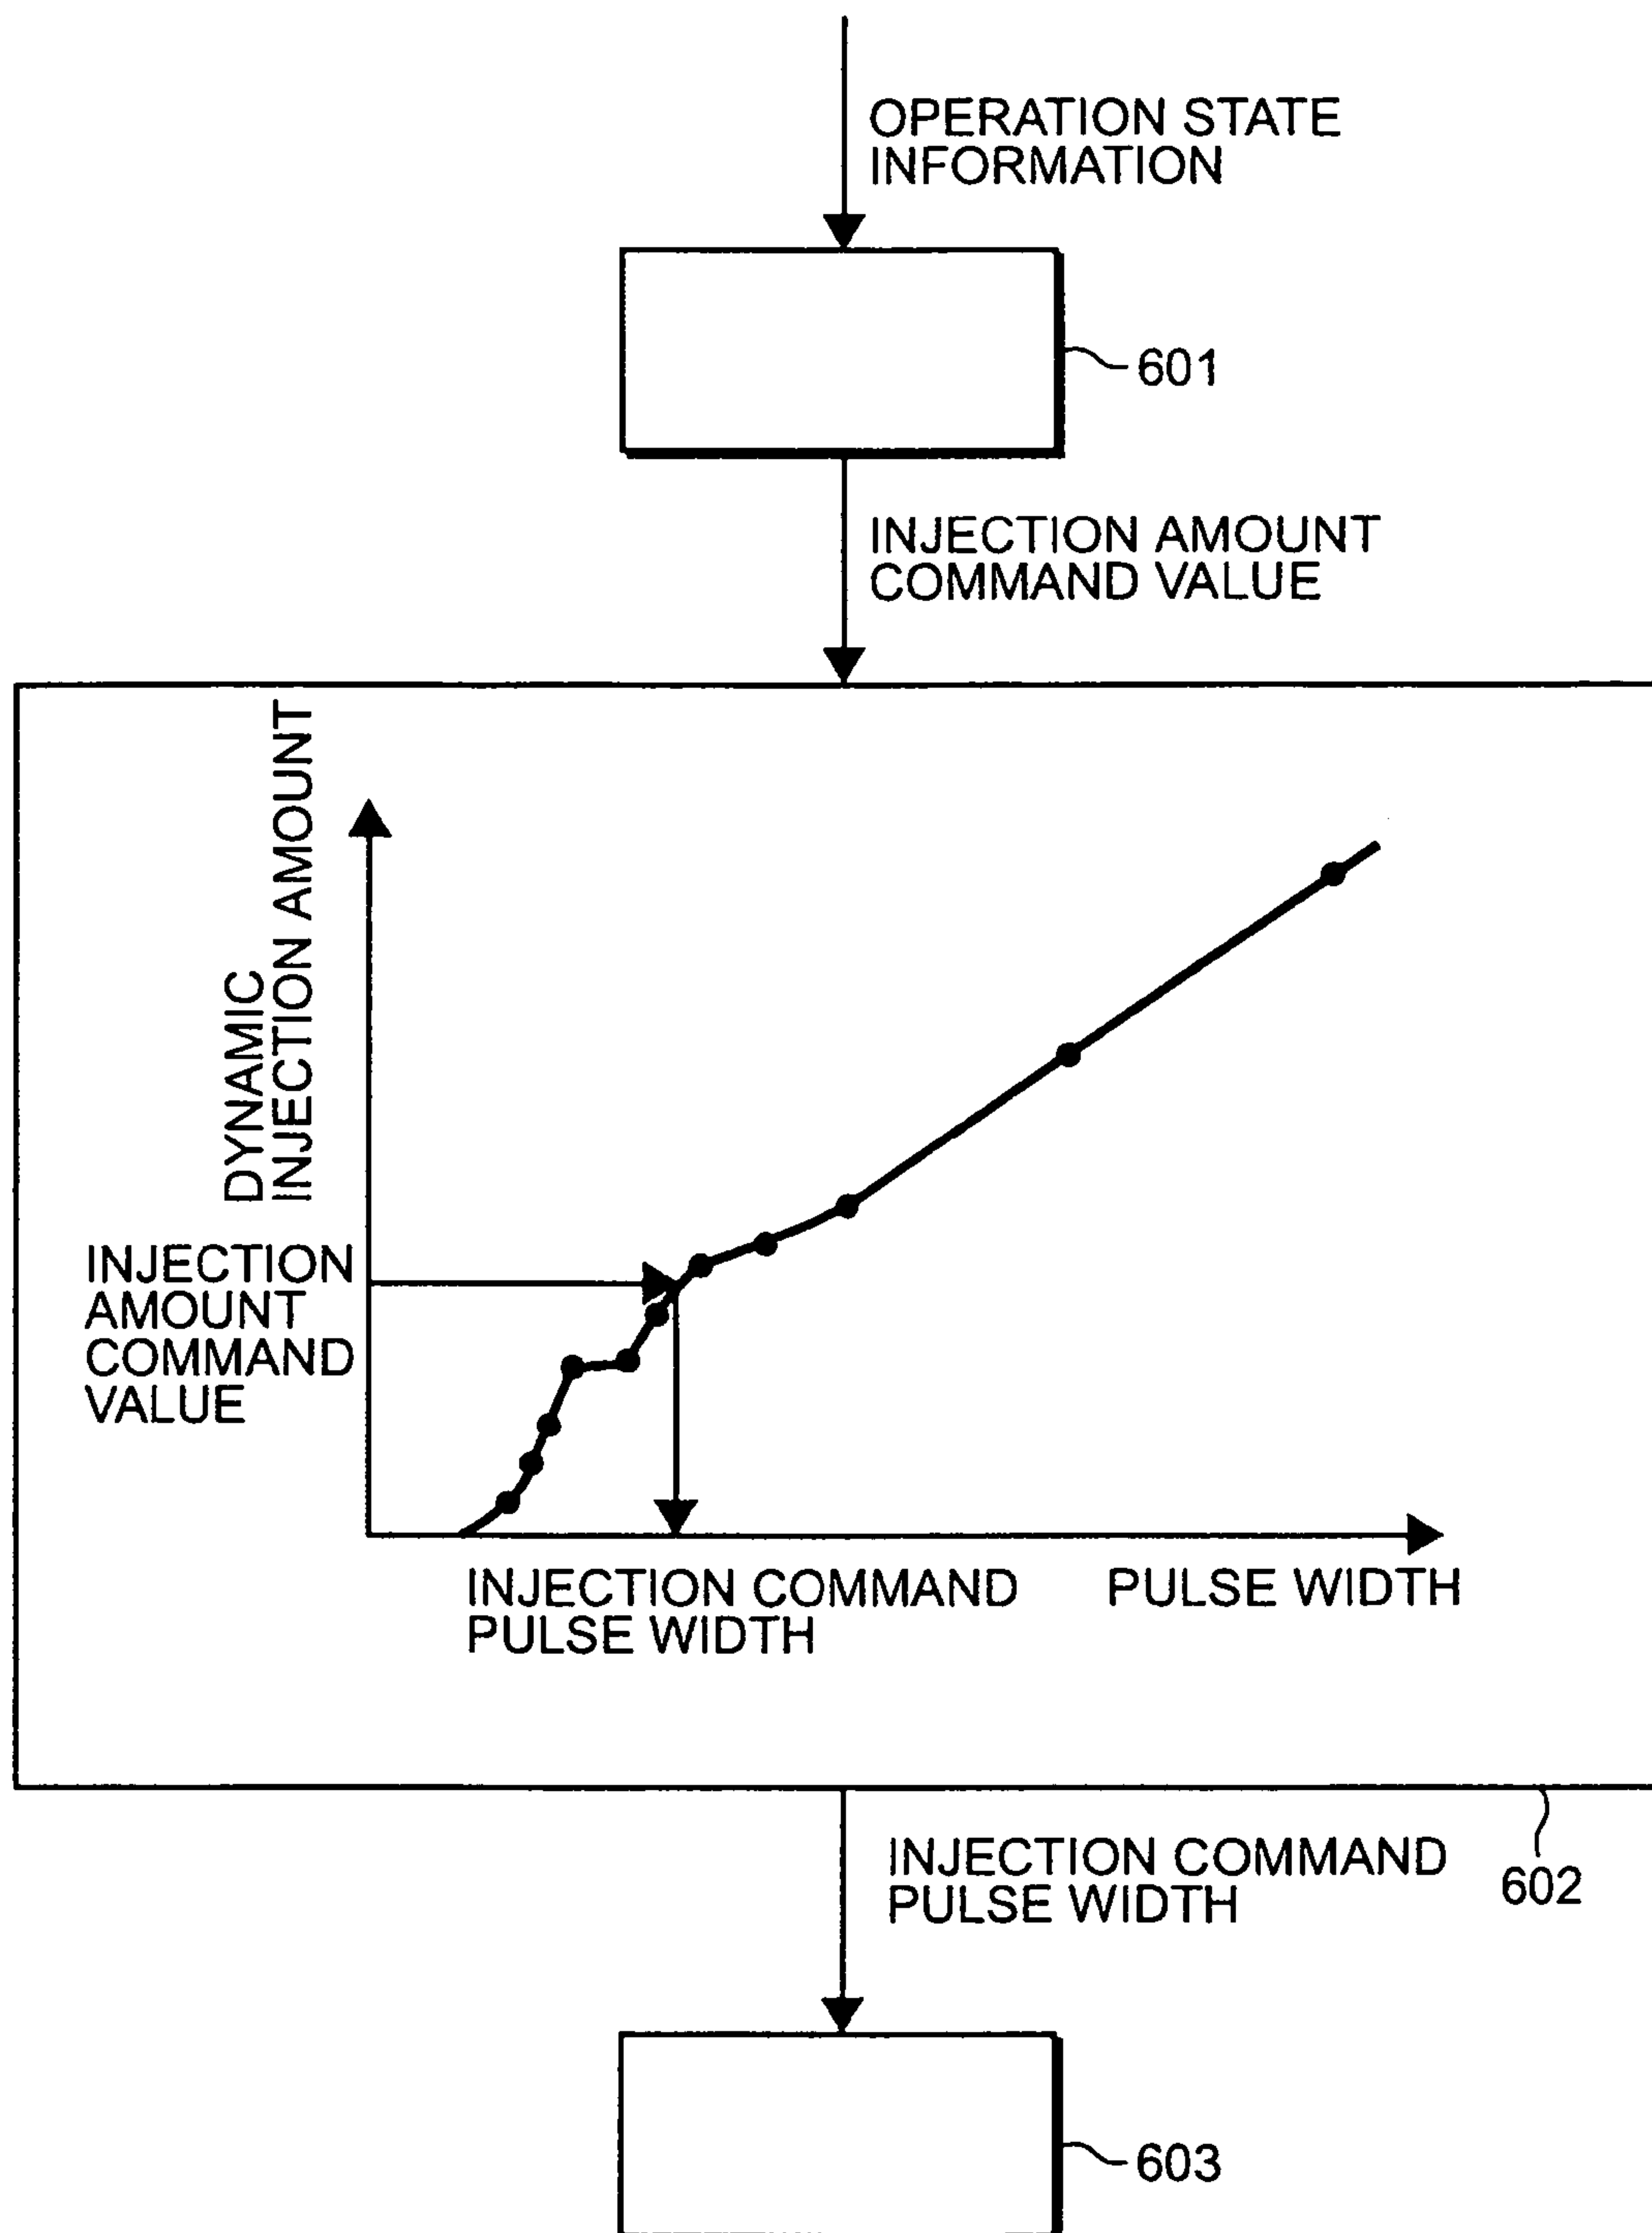 OPERATION STATE
INFORMATION
601
INJECTION AMOUNT
COMMAND VALUE
DYNAMIC
INJECTION AMOUNT
INJECTION
AMOUNT
COMMAND
VALUE
INJECTION COMMAND
PULSE WIDTH
PULSE WIDTH
INJECTION COMMAND
PULSE WIDTH
602
603